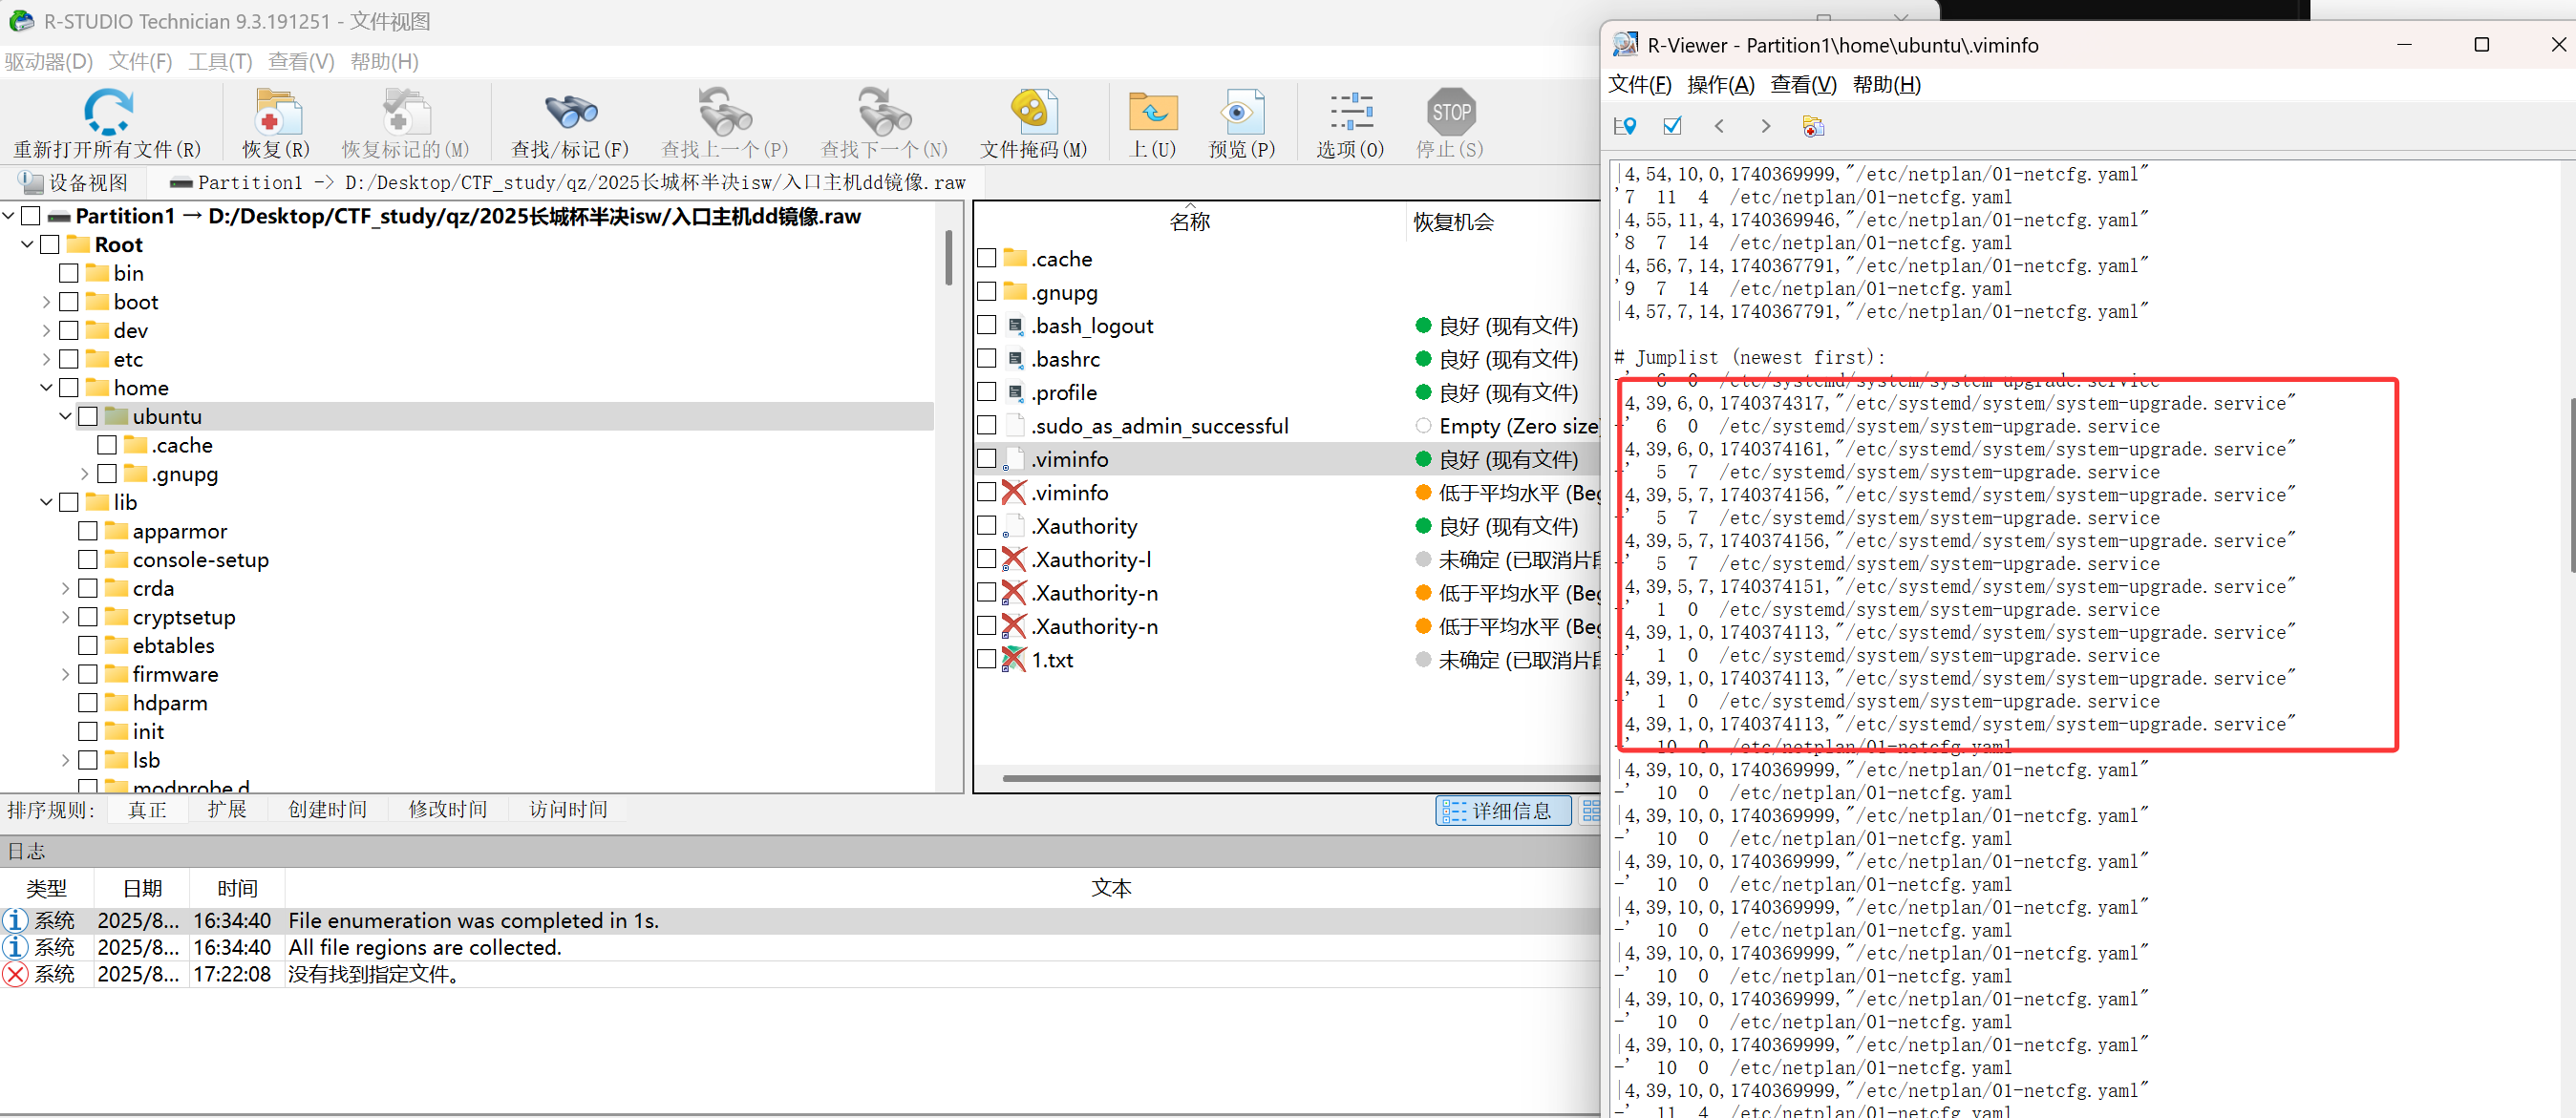 R-STUDIO Technician 9.3.191251 - 文件视图
驱动器(D) 文件(F) 工具(T) 查看(V) 帮助(H)
重新打开所有文件(R) 恢复(R) 恢复标记的(M) 查找/标记(F) 查找上一个(P) 查找下一个(N) 文件掩码(M) 上(U) 预览(P) 选项(O) 停止(S)
STOP
设备视图 Partition1 -> D:/Desktop/CTF_study/qz/2025长城杯半决isw/入口主机dd镜像.raw
Partition1 → D:/Desktop/CTF_study/qz/2025长城杯半决isw/入口主机dd镜像.raw
Root
bin
boot
dev
etc
home
ubuntu
.cache
.gnupg
lib
apparmor
console-setup
crda
cryptsetup
ebtables
firmware
hdparm
init
lsb
modprobe.d
名称 恢复机会
.cache
.gnupg
.bash_logout 良好 (现有文件)
.bashrc 良好 (现有文件)
.profile 良好 (现有文件)
.sudo_as_admin_successful Empty (Zero size)
.viminfo 良好 (现有文件)
.viminfo 低于平均水平 (Beg
.Xauthority 良好 (现有文件)
.Xauthority-l 未确定 (已取消片段
.Xauthority-n 低于平均水平 (Beg
.Xauthority-n 低于平均水平 (Beg
1.txt 未确定 (已取消片段
排序规则: 真正 扩展 创建时间 修改时间 访问时间 详细信息
日志
类型 日期 时间 文本
系统 2025/8... 16:34:40 File enumeration was completed in 1s.
系统 2025/8... 16:34:40 All file regions are collected.
系统 2025/8... 17:22:08 没有找到指定文件。
R-Viewer - Partition1\home\ubuntu\.viminfo
文件(F) 操作(A) 查看(V) 帮助(H)
|4,54,10,0,1740369999,"/etc/netplan/01-netcfg.yaml"
'7 11 4 /etc/netplan/01-netcfg.yaml
|4,55,11,4,1740369946,"/etc/netplan/01-netcfg.yaml"
'8 7 14 /etc/netplan/01-netcfg.yaml
|4,56,7,14,1740367791,"/etc/netplan/01-netcfg.yaml"
'9 7 14 /etc/netplan/01-netcfg.yaml
|4,57,7,14,1740367791,"/etc/netplan/01-netcfg.yaml"
# Jumplist (newest first):
-' 6 0 /etc/systemd/system/system-upgrade.service
4,39,6,0,1740374317,"/etc/systemd/system/system-upgrade.service"
-' 6 0 /etc/systemd/system/system-upgrade.service
4,39,6,0,1740374161,"/etc/systemd/system/system-upgrade.service"
-' 5 7 /etc/systemd/system/system-upgrade.service
4,39,5,7,1740374156,"/etc/systemd/system/system-upgrade.service"
-' 5 7 /etc/systemd/system/system-upgrade.service
4,39,5,7,1740374156,"/etc/systemd/system/system-upgrade.service"
-' 5 7 /etc/systemd/system/system-upgrade.service
4,39,5,7,1740374151,"/etc/systemd/system/system-upgrade.service"
-' 1 0 /etc/systemd/system/system-upgrade.service
4,39,1,0,1740374113,"/etc/systemd/system/system-upgrade.service"
-' 1 0 /etc/systemd/system/system-upgrade.service
4,39,1,0,1740374113,"/etc/systemd/system/system-upgrade.service"
-' 1 0 /etc/systemd/system/system-upgrade.service
4,39,1,0,1740374113,"/etc/systemd/system/system-upgrade.service"
-' 10 0 /etc/netplan/01-netcfg.yaml
|4,39,10,0,1740369999,"/etc/netplan/01-netcfg.yaml"
-' 10 0 /etc/netplan/01-netcfg.yaml
|4,39,10,0,1740369999,"/etc/netplan/01-netcfg.yaml"
-' 10 0 /etc/netplan/01-netcfg.yaml
|4,39,10,0,1740369999,"/etc/netplan/01-netcfg.yaml"
-' 10 0 /etc/netplan/01-netcfg.yaml
|4,39,10,0,1740369999,"/etc/netplan/01-netcfg.yaml"
-' 10 0 /etc/netplan/01-netcfg.yaml
|4,39,10,0,1740369999,"/etc/netplan/01-netcfg.yaml"
-' 10 0 /etc/netplan/01-netcfg.yaml
|4,39,10,0,1740369999,"/etc/netplan/01-netcfg.yaml"
-' 10 0 /etc/netplan/01-netcfg.yaml
|4,39,10,0,1740369999,"/etc/netplan/01-netcfg.yaml"
-' 10 0 /etc/netplan/01-netcfg.yaml
|4,39,10,0,1740369999,"/etc/netplan/01-netcfg.yaml"
-' 11 4 /etc/netplan/01-netcfg.yaml